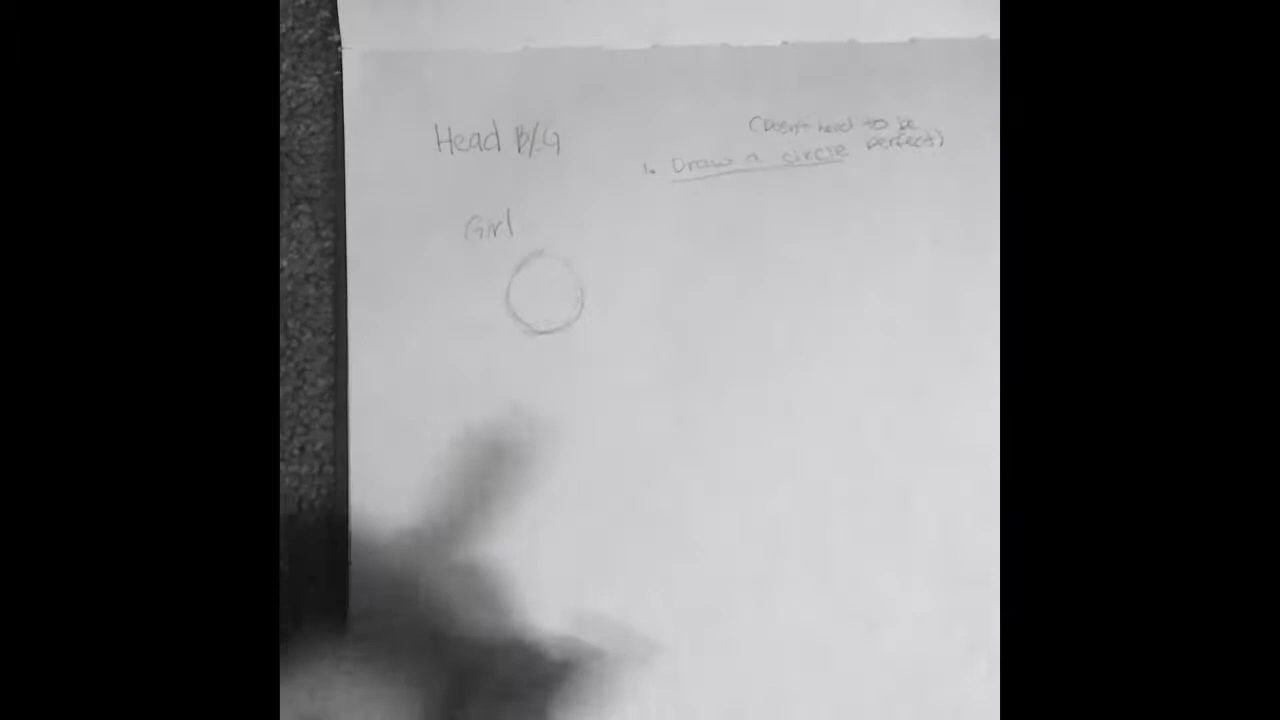 Head B/G
(Doesn't need to be
perfect)
1. Draw a circle
Girl